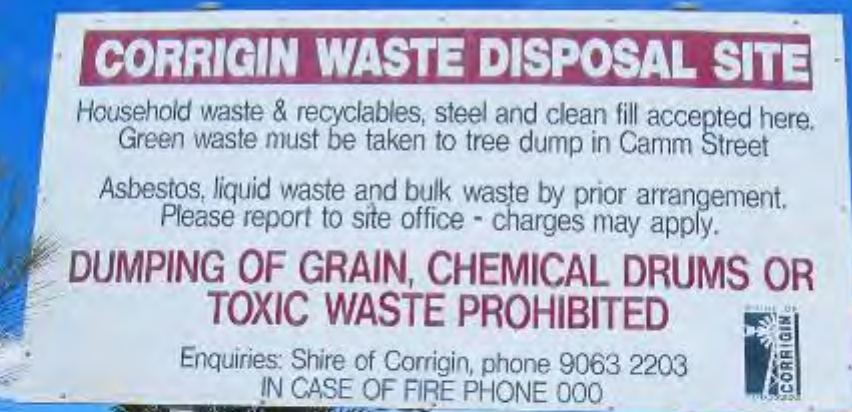 CORRIGIN WASTE DISPOSAL SITE
Household waste & recyclables, steel and clean fill accepted here.
Green waste must be taken to tree dump in Camm Street
Asbestos, liquid waste and bulk waste by prior arrangement.
Please report to site office - charges may apply.
DUMPING OF GRAIN, CHEMICAL DRUMS OR
TOXIC WASTE PROHIBITED
SHIRE OF
CORRIGIN
Enquiries: Shire of Corrigin, phone 9063 2203
IN CASE OF FIRE PHONE 000